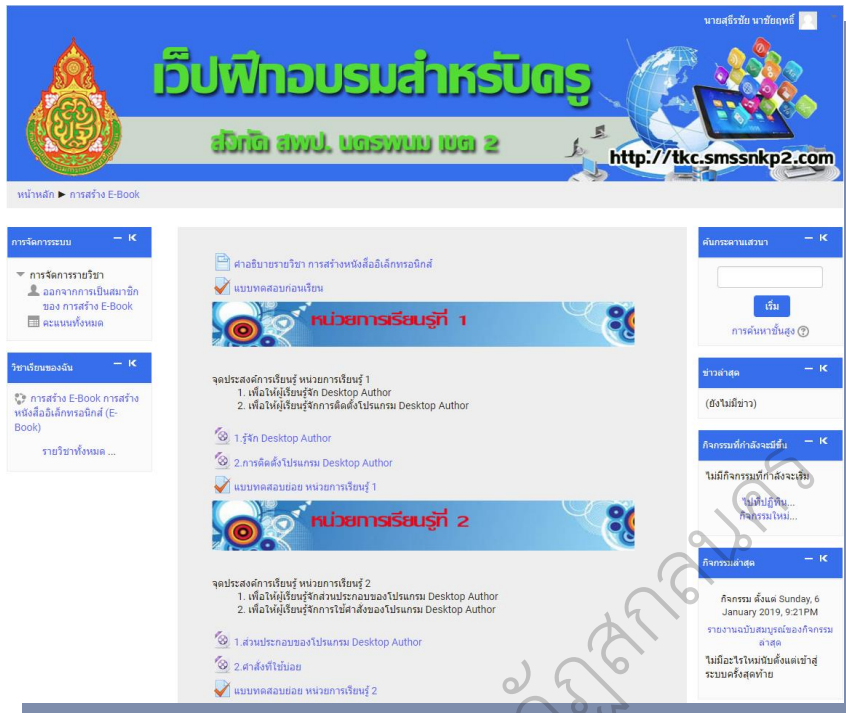 นายสุธีรชัย นาชัยฤทธิ์
เว็ปฝึกอบรมสำหรับครู
สังกัด สพป. นครพนม เขต 2
http://tkc.smssnkp2.com
หน้าหลัก ► การสร้าง E-Book
การจัดการระบบ
การจัดการรายวิชา
ออกจากการเป็นสมาชิก
ของ การสร้าง E-Book
คะแนนทั้งหมด
วิชาเรียนของฉัน
การสร้าง E-Book การสร้าง
หนังสืออิเล็กทรอนิกส์ (E-
Book)
รายวิชาทั้งหมด ...
คำอธิบายรายวิชา การสร้างหนังสืออิเล็กทรอนิกส์
แบบทดสอบก่อนเรียน
หน่วยการเรียนรู้ที่ 1
จุดประสงค์การเรียนรู้ หน่วยการเรียนรู้ 1
1. เพื่อให้ผู้เรียนรู้จัก Desktop Author
2. เพื่อให้ผู้เรียนรู้จักการติดตั้งโปรแกรม Desktop Author
1.รู้จัก Desktop Author
2.การติดตั้งโปรแกรม Desktop Author
แบบทดสอบย่อย หน่วยการเรียนรู้ 1
หน่วยการเรียนรู้ที่ 2
จุดประสงค์การเรียนรู้ หน่วยการเรียนรู้ 2
1. เพื่อให้ผู้เรียนรู้จักส่วนประกอบของโปรแกรม Desktop Author
2. เพื่อให้ผู้เรียนรู้จักการใช้คำสั่งของโปรแกรม Desktop Author
1.ส่วนประกอบของโปรแกรม Desktop Author
2.คำสั่งที่ใช้บ่อย
แบบทดสอบย่อย หน่วยการเรียนรู้ 2
ค้นกระดานเสวนา
เริ่ม
การค้นหาขั้นสูง
ข่าวล่าสุด
(ยังไม่มีข่าว)
กิจกรรมที่กำลังจะมีขึ้น
ไม่มีกิจกรรมที่กำลังจะเริ่ม
ไปที่ปฏิทิน...
กิจกรรมใหม่...
กิจกรรมล่าสุด
กิจกรรม ตั้งแต่ Sunday, 6
January 2019, 9:21PM
รายงานฉบับสมบูรณ์ของกิจกรรม
ล่าสุด
ไม่มีอะไรใหม่นับตั้งแต่เข้าสู่
ระบบครั้งสุดท้าย